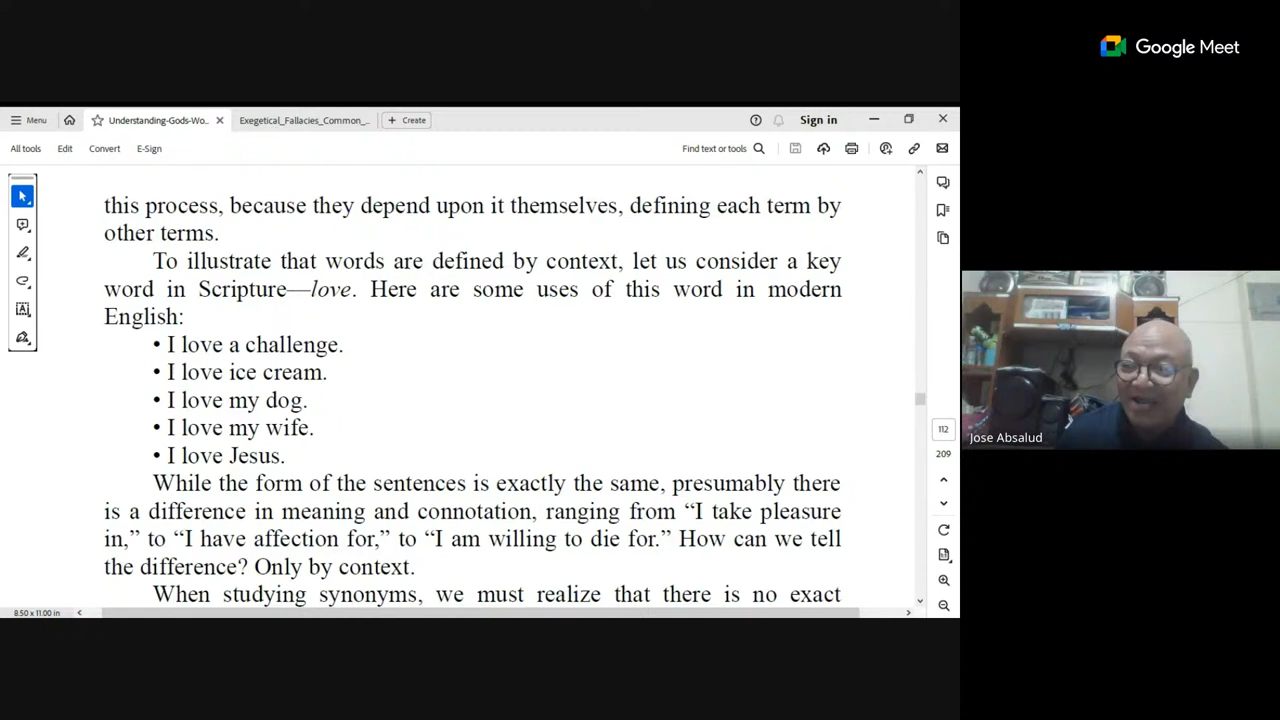 Google Meet
Menu
Understanding-Gods-Wo...
Exegetical_Fallacies_Common_...
Create
Sign in
All tools
Edit
Convert
E-Sign
Find text or tools
this process, because they depend upon it themselves, defining each term by
other terms.
To illustrate that words are defined by context, let us consider a key
word in Scripture—love. Here are some uses of this word in modern
English:
• I love a challenge.
• I love ice cream.
• I love my dog.
• I love my wife.
• I love Jesus.
While the form of the sentences is exactly the same, presumably there
is a difference in meaning and connotation, ranging from “I take pleasure
in,” to “I have affection for,” to “I am willing to die for.” How can we tell
the difference? Only by context.
When studying synonyms, we must realize that there is no exact
112
209
8.50 x 11.00 in
Jose Absalud